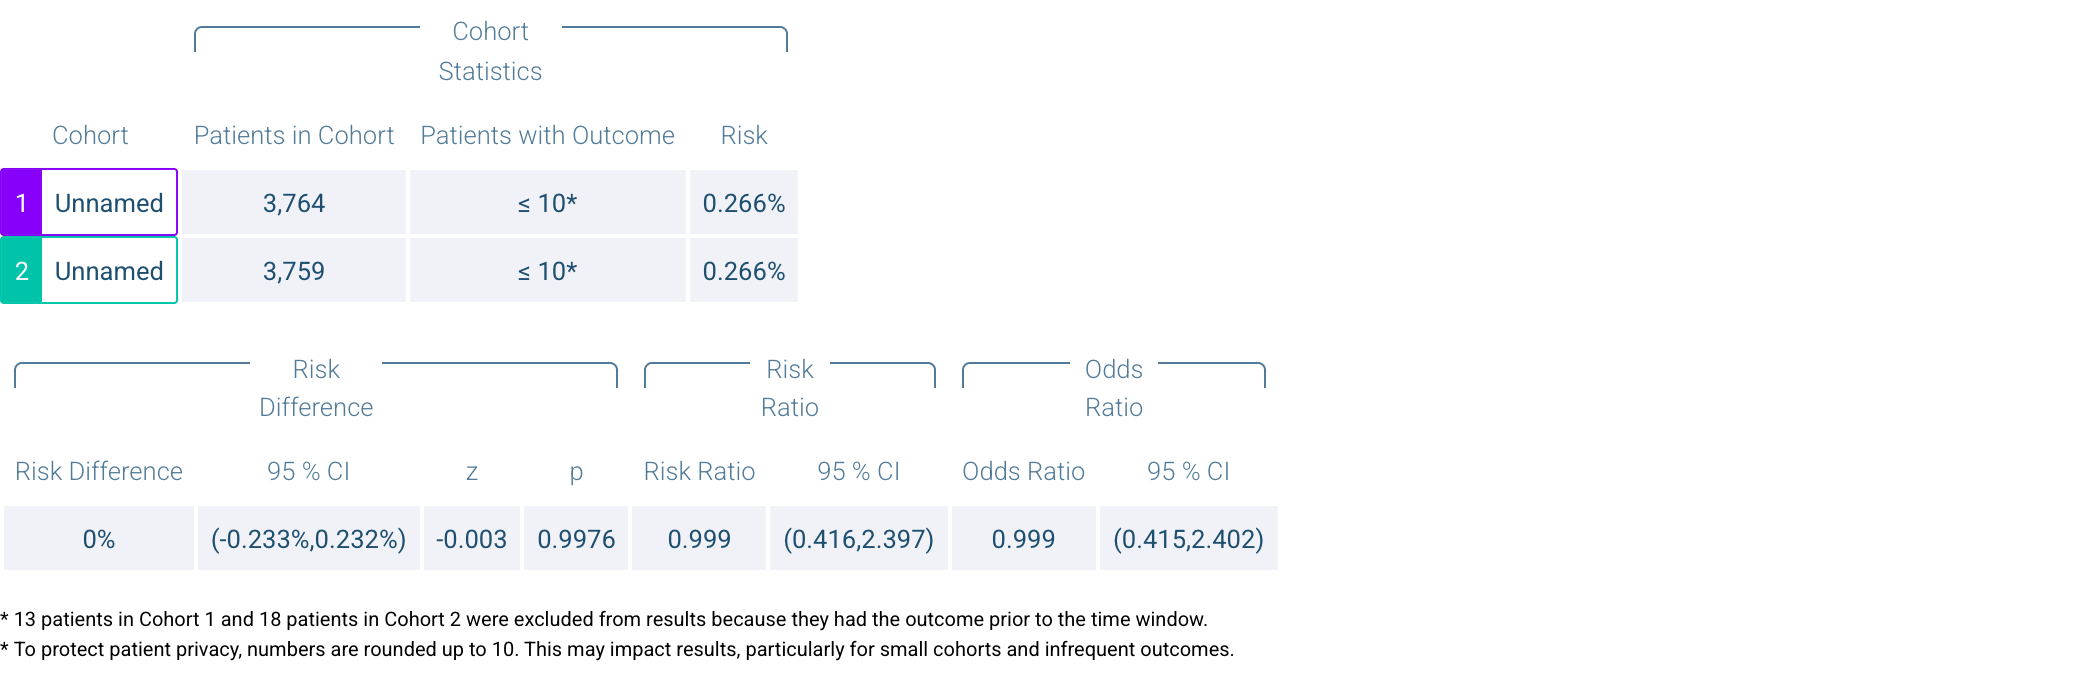 Cohort
Statistics
Cohort Patients in Cohort Patients with Outcome Risk
1 Unnamed 3,764 ≤ 10* 0.266%
2 Unnamed 3,759 ≤ 10* 0.266%
Risk Risk Odds
Difference Ratio Ratio
Risk Difference 95 % CI z p Risk Ratio 95 % CI Odds Ratio 95 % CI
0% (-0.233%,0.232%) -0.003 0.9976 0.999 (0.416,2.397) 0.999 (0.415,2.402)
* 13 patients in Cohort 1 and 18 patients in Cohort 2 were excluded from results because they had the outcome prior to the time window.
* To protect patient privacy, numbers are rounded up to 10. This may impact results, particularly for small cohorts and infrequent outcomes.